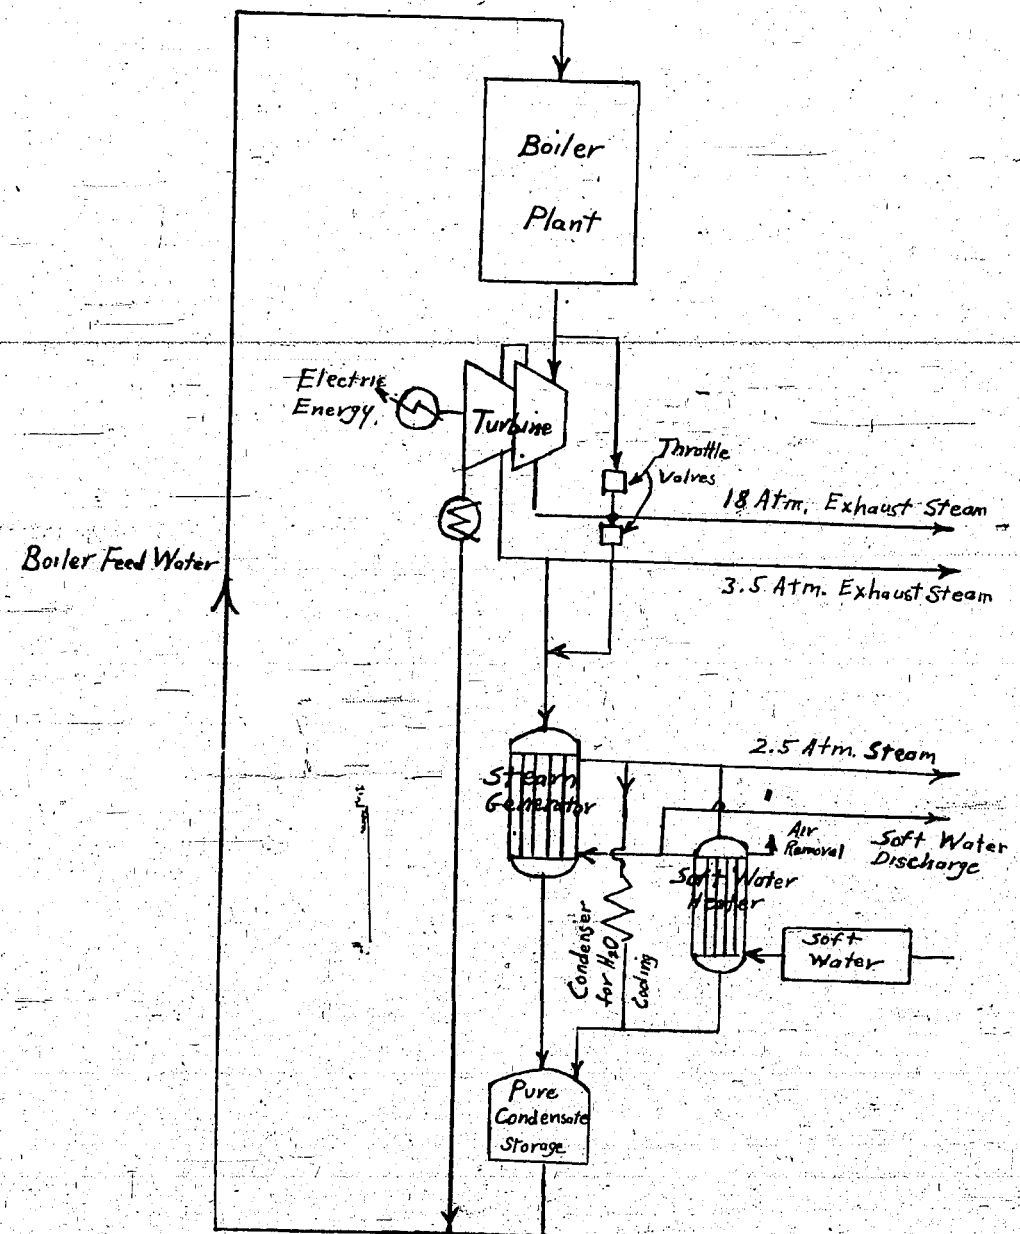 Boiler
Plant
Electric
Energy.
Turbine
Throttle
Valves
18 Atm. Exhaust Steam
Boiler Feed Water
3.5 Atm. Exhaust Steam
2.5 Atm. Steam
Steam
Generator
Air
Removal
Soft Water
Discharge
Soft Water
Heater
Condenser
for H2O
Cooling
Soft
Water
Pure
Condensate
Storage